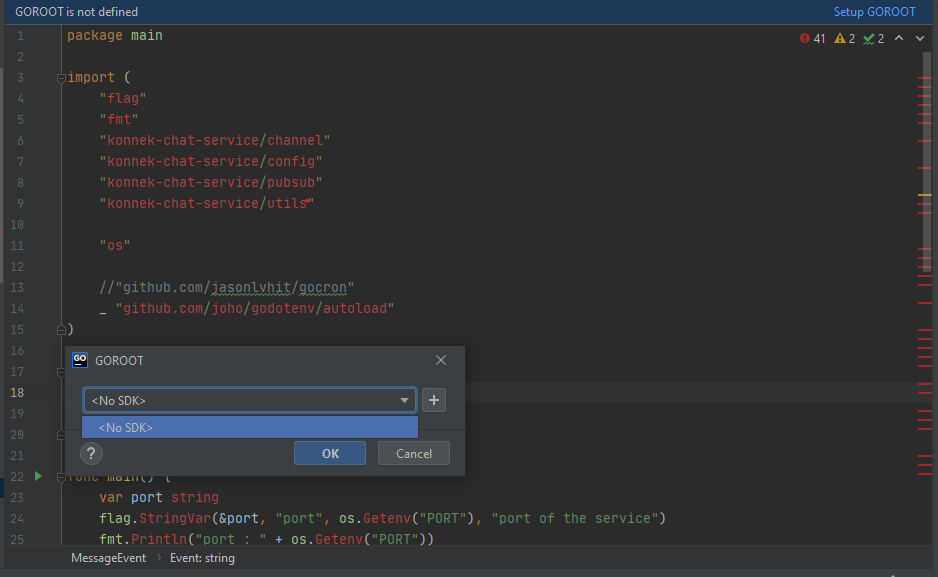 GOROOT is not defined Setup GOROOT
1 package main 41 2 2
2
3 import (
4 "flag"
5 "fmt"
6 "konnek-chat-service/channel"
7 "konnek-chat-service/config"
8 "konnek-chat-service/pubsub"
9 "konnek-chat-service/utils"
10
11 "os"
12
13 //"github.com/jasonlvhit/gocron"
14 _ "github.com/joho/godotenv/autoload"
15 )
16
GO GOROOT
17
18 <No SDK>
19
20 <No SDK>
21 ? OK Cancel
22 func main() {
23 var port string
24 flag.StringVar(&port, "port", os.Getenv("PORT"), "port of the service")
25 fmt.Println("port : " + os.Getenv("PORT"))
MessageEvent › Event: string